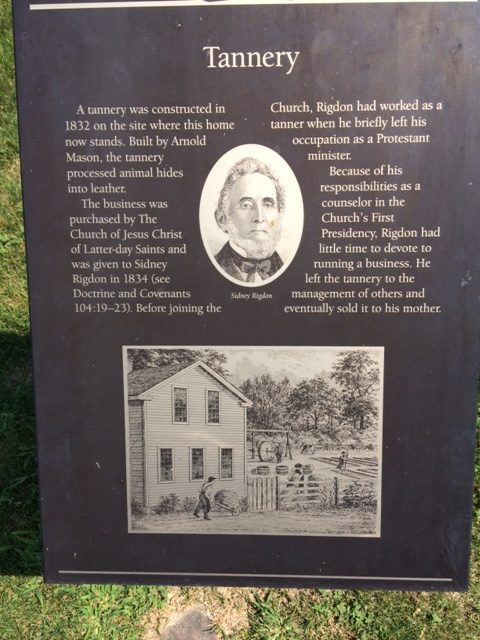 Tannery
A tannery was constructed in
1832 on the site where this home
now stands. Built by Arnold
Mason, the tannery
processed animal hides
into leather.
The business was
purchased by The
Church of Jesus Christ
of Latter-day Saints and
was given to Sidney
Rigdon in 1834 (see
Doctrine and Covenants
104:19–23). Before joining the
Church, Rigdon had worked as a
tanner when he briefly left his
occupation as a Protestant
minister.
Because of his
responsibilities as a
counselor in the
Church's First
Presidency, Rigdon had
little time to devote to
running a business. He
left the tannery to the
management of others and
eventually sold it to his mother.
Sidney Rigdon